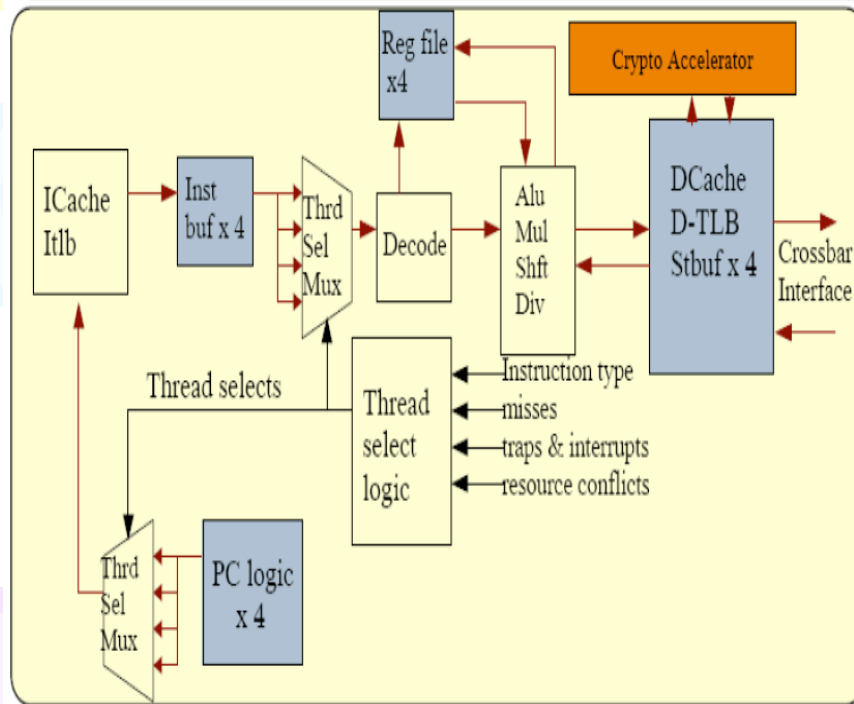 Reg file
x4
Crypto Accelerator
ICache
Itlb
Inst
buf x 4
Thrd
Sel
Mux
Decode
Alu
Mul
Shft
Div
DCache
D-TLB
Stbuf x 4
Crossbar
Interface
Thread selects
Thread
select
logic
Instruction type
misses
traps & interrupts
resource conflicts
Thrd
Sel
Mux
PC logic
x 4